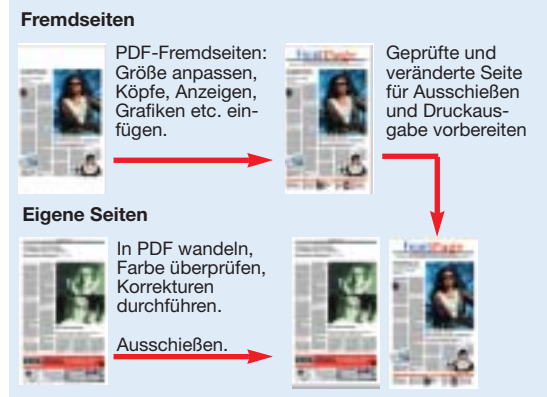 Fremdseiten
PDF-Fremdseiten:
Größe anpassen,
Köpfe, Anzeigen,
Grafiken etc. ein-
fügen.
Geprüfte und
veränderte Seite
für Ausschießen
und Druckaus-
gabe vorbereiten
Eigene Seiten
In PDF wandeln,
Farbe überprüfen,
Korrekturen
durchführen.
Ausschießen.